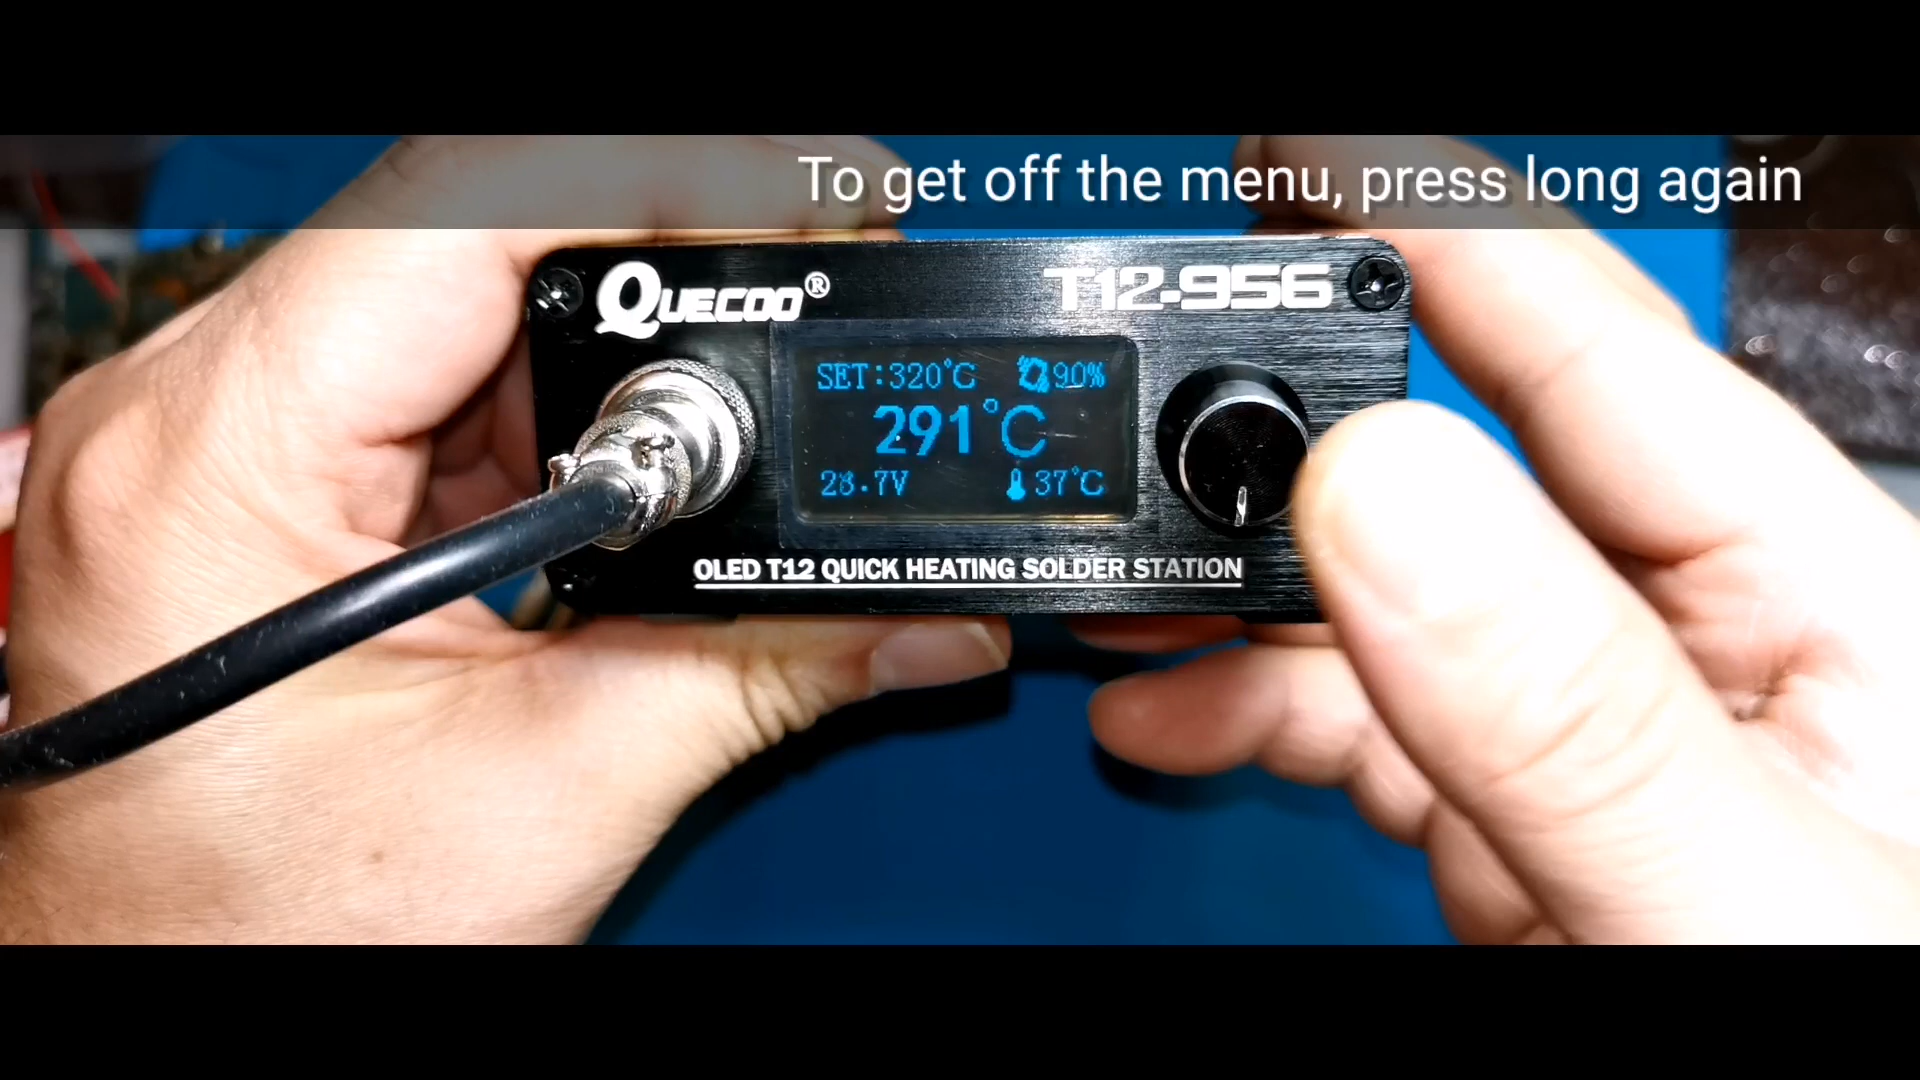 To get off the menu, press long again
QUECOO®
T12-956
SET:320°C 90%
291°C
28.7V 37°C
OLED T12 QUICK HEATING SOLDER STATION